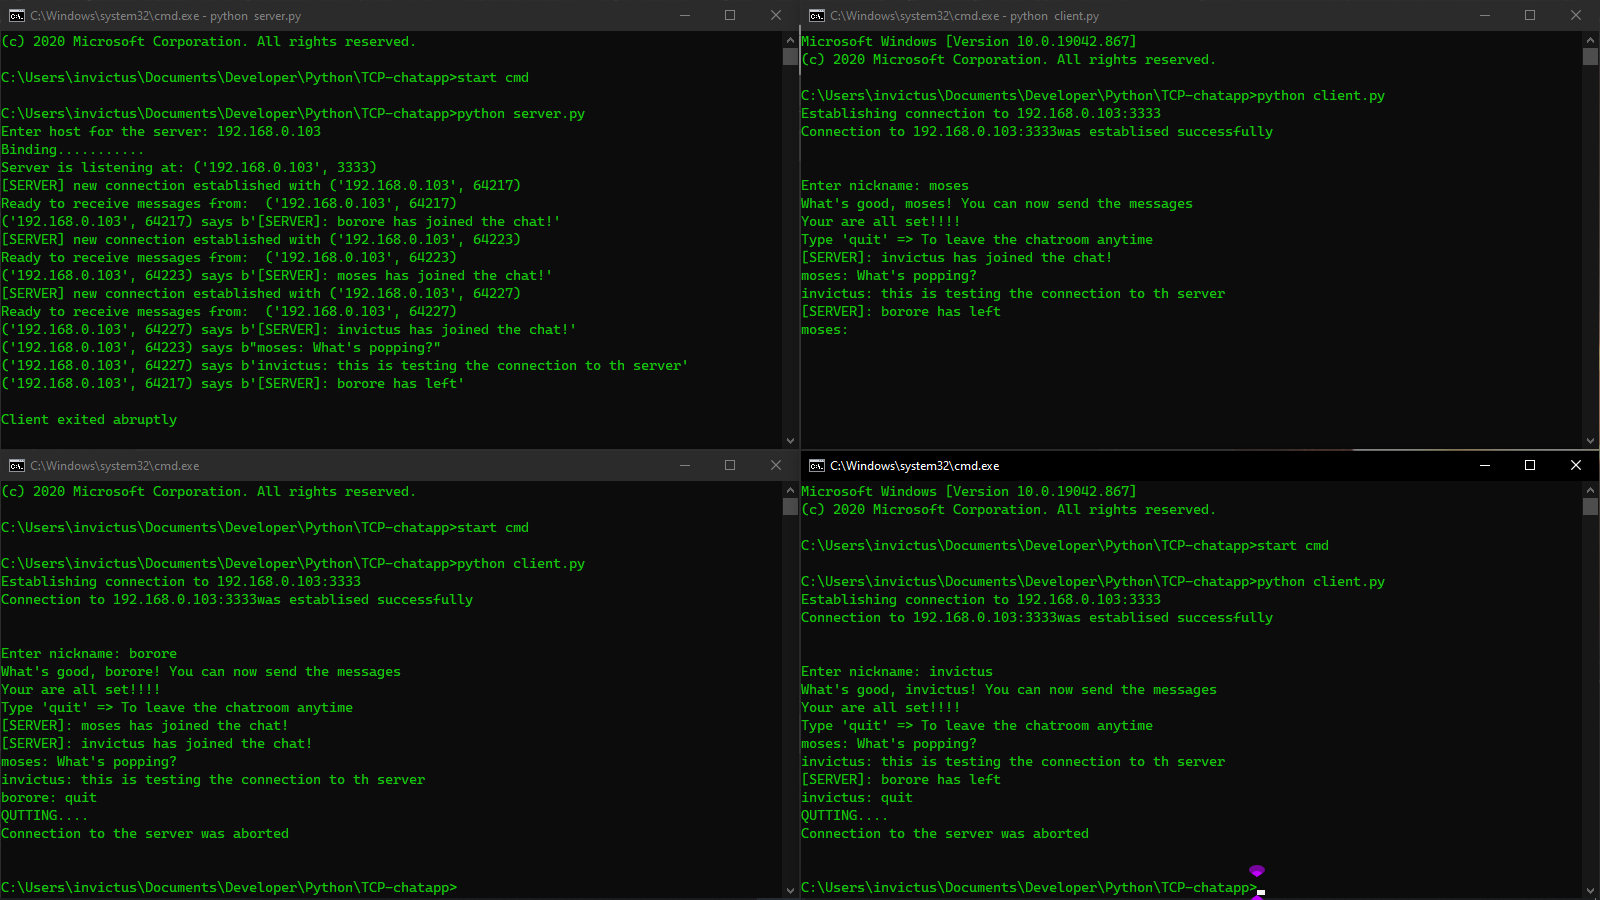 C:\Windows\system32\cmd.exe - python  server.py
(c) 2020 Microsoft Corporation. All rights reserved.
C:\Users\invictus\Documents\Developer\Python\TCP-chatapp>start cmd
C:\Users\invictus\Documents\Developer\Python\TCP-chatapp>python server.py
Enter host for the server: 192.168.0.103
Binding...........
Server is listening at: ('192.168.0.103', 3333)
[SERVER] new connection established with ('192.168.0.103', 64217)
Ready to receive messages from:  ('192.168.0.103', 64217)
('192.168.0.103', 64217) says b'[SERVER]: borore has joined the chat!'
[SERVER] new connection established with ('192.168.0.103', 64223)
Ready to receive messages from:  ('192.168.0.103', 64223)
('192.168.0.103', 64223) says b'[SERVER]: moses has joined the chat!'
[SERVER] new connection established with ('192.168.0.103', 64227)
Ready to receive messages from:  ('192.168.0.103', 64227)
('192.168.0.103', 64227) says b'[SERVER]: invictus has joined the chat!'
('192.168.0.103', 64223) says b"moses: What's popping?"
('192.168.0.103', 64227) says b'invictus: this is testing the connection to th server'
('192.168.0.103', 64217) says b'[SERVER]: borore has left'
Client exited abruptly
C:\Windows\system32\cmd.exe - python  client.py
Microsoft Windows [Version 10.0.19042.867]
(c) 2020 Microsoft Corporation. All rights reserved.
C:\Users\invictus\Documents\Developer\Python\TCP-chatapp>python client.py
Establishing connection to 192.168.0.103:3333
Connection to 192.168.0.103:3333was establised successfully
Enter nickname: moses
What's good, moses! You can now send the messages
Your are all set!!!!
Type 'quit' => To leave the chatroom anytime
[SERVER]: invictus has joined the chat!
moses: What's popping?
invictus: this is testing the connection to th server
[SERVER]: borore has left
moses:
C:\Windows\system32\cmd.exe
(c) 2020 Microsoft Corporation. All rights reserved.
C:\Users\invictus\Documents\Developer\Python\TCP-chatapp>start cmd
C:\Users\invictus\Documents\Developer\Python\TCP-chatapp>python client.py
Establishing connection to 192.168.0.103:3333
Connection to 192.168.0.103:3333was establised successfully
Enter nickname: borore
What's good, borore! You can now send the messages
Your are all set!!!!
Type 'quit' => To leave the chatroom anytime
[SERVER]: moses has joined the chat!
[SERVER]: invictus has joined the chat!
moses: What's popping?
invictus: this is testing the connection to th server
borore: quit
QUTTING....
Connection to the server was aborted
C:\Users\invictus\Documents\Developer\Python\TCP-chatapp>
C:\Windows\system32\cmd.exe
Microsoft Windows [Version 10.0.19042.867]
(c) 2020 Microsoft Corporation. All rights reserved.
C:\Users\invictus\Documents\Developer\Python\TCP-chatapp>start cmd
C:\Users\invictus\Documents\Developer\Python\TCP-chatapp>python client.py
Establishing connection to 192.168.0.103:3333
Connection to 192.168.0.103:3333was establised successfully
Enter nickname: invictus
What's good, invictus! You can now send the messages
Your are all set!!!!
Type 'quit' => To leave the chatroom anytime
moses: What's popping?
invictus: this is testing the connection to th server
[SERVER]: borore has left
invictus: quit
QUTTING....
Connection to the server was aborted
C:\Users\invictus\Documents\Developer\Python\TCP-chatapp>